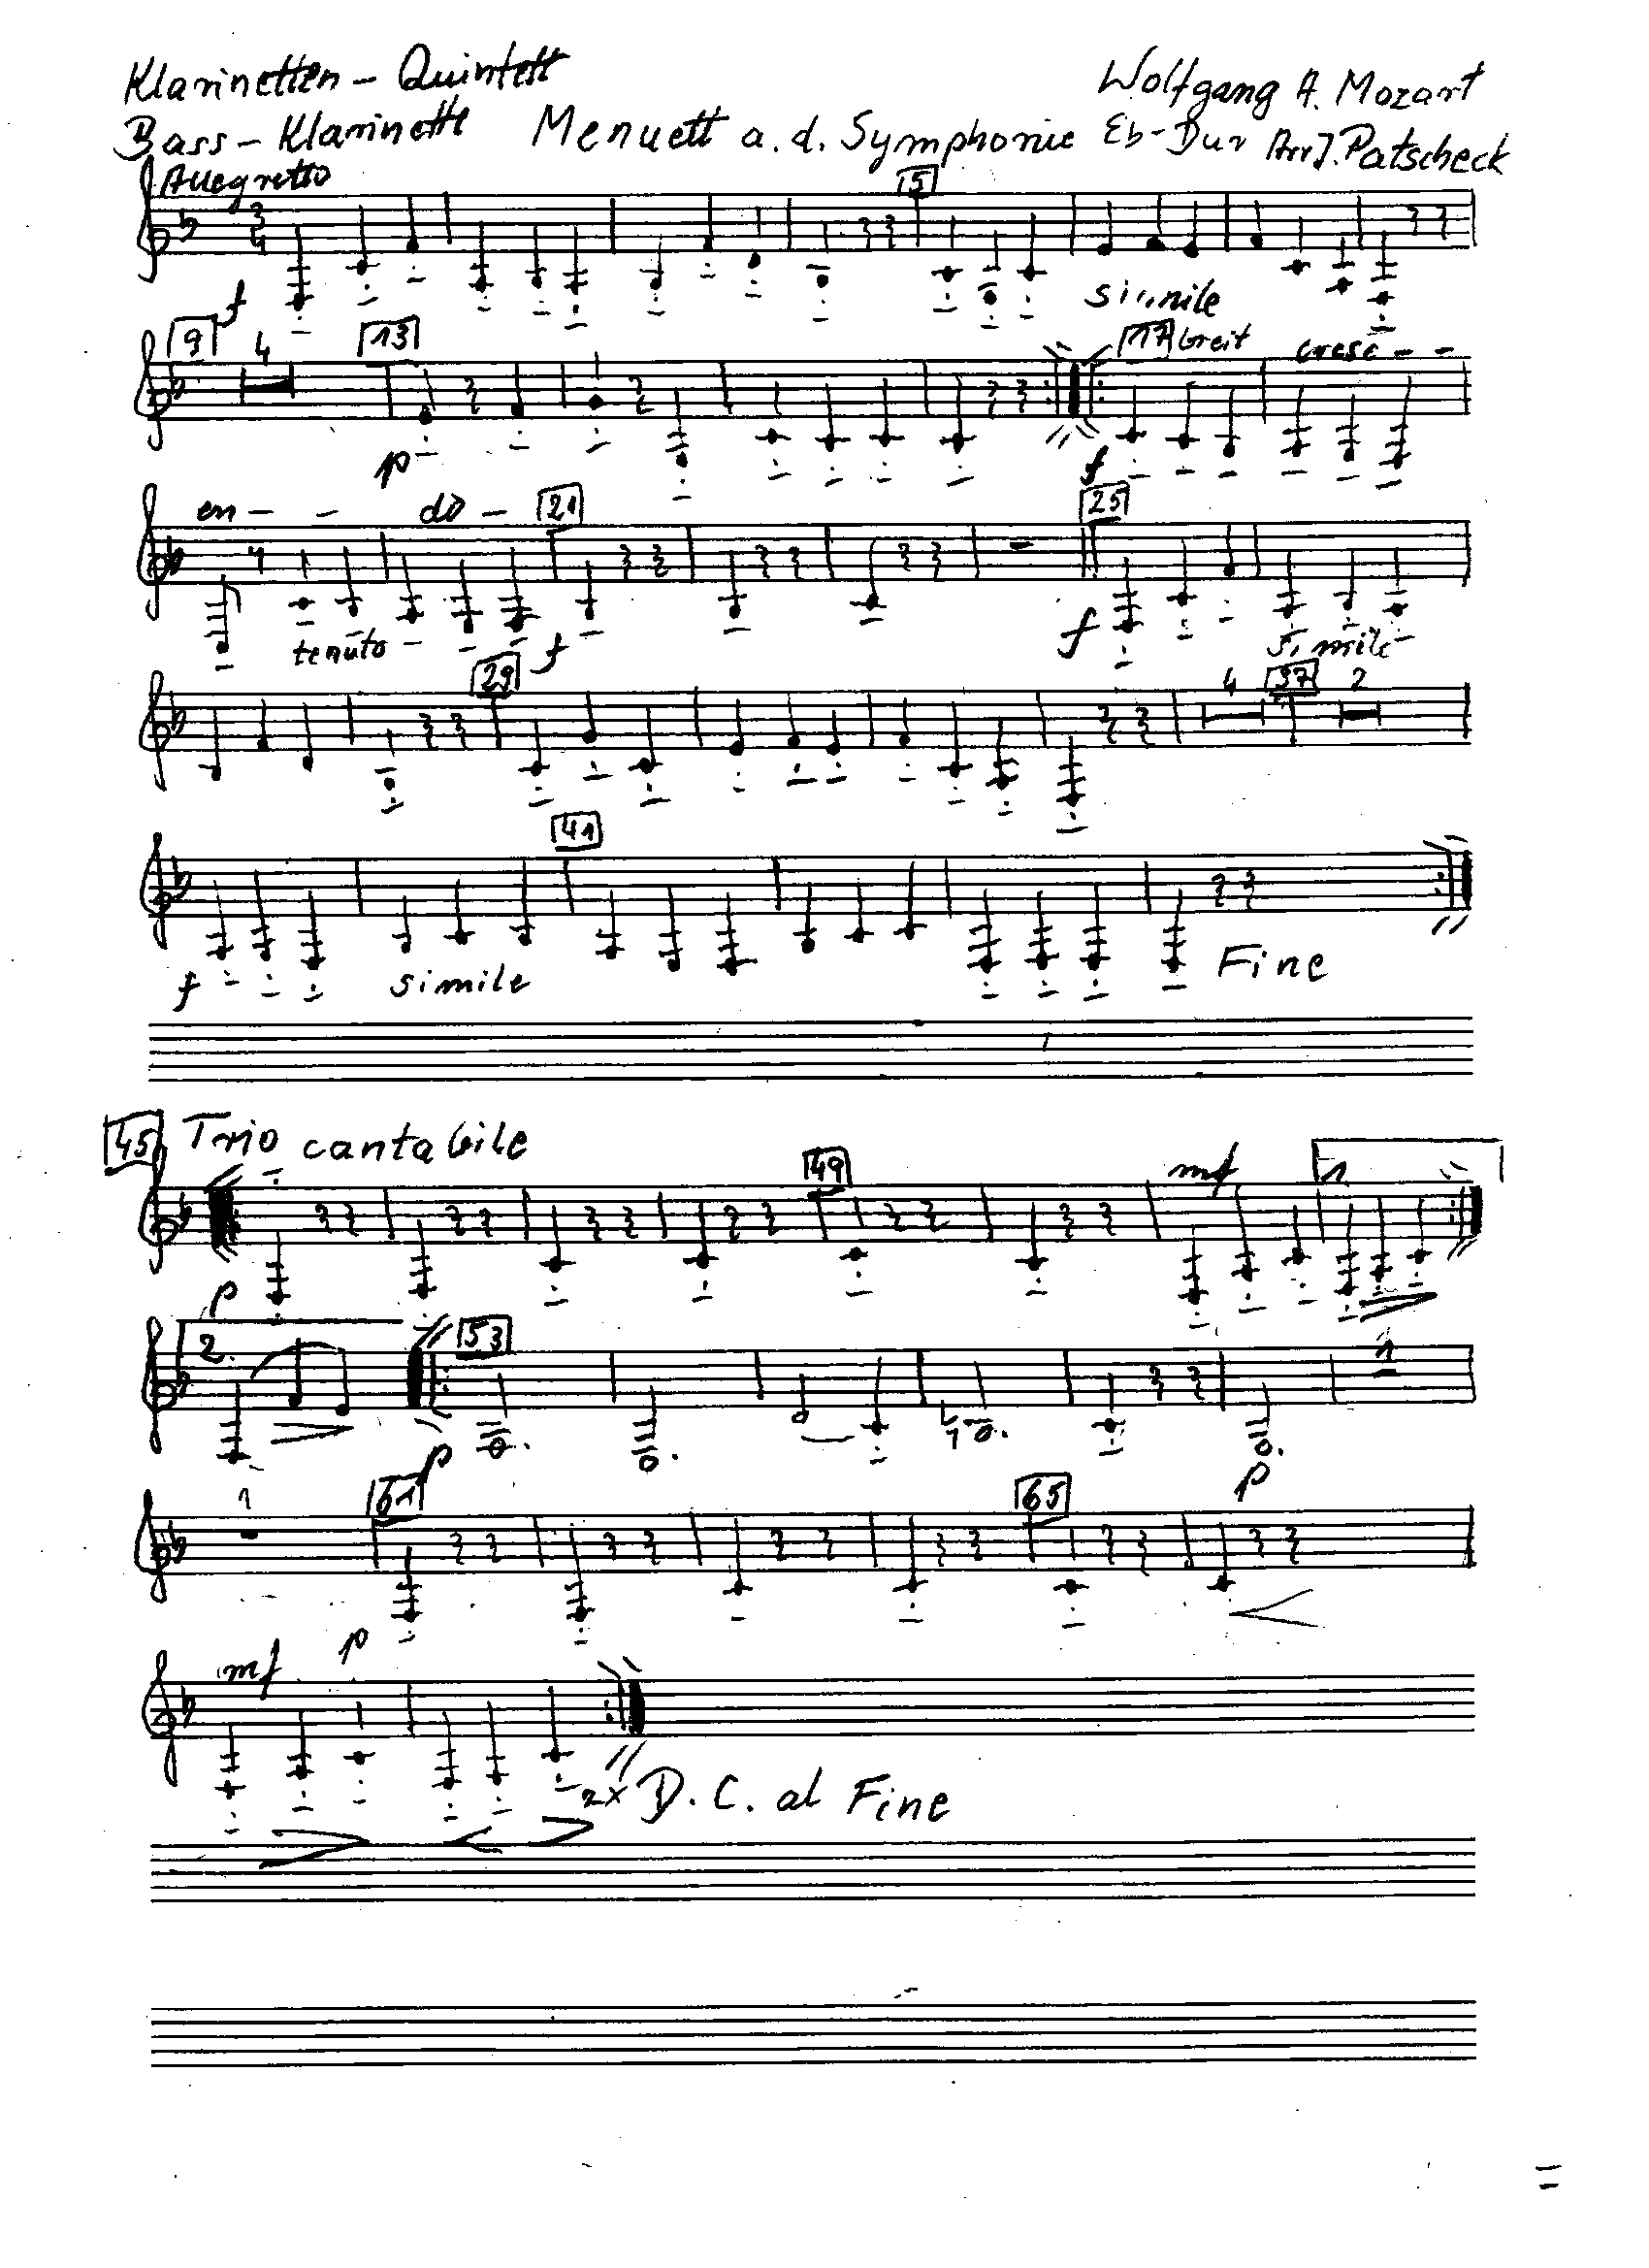 Klarinetten - Quintett Wolfgang A. Mozart
Bass - Klarinette Menuett a. d. Symphonie Eb-Dur Arr J. Patscheck
Allegretto 5
3 4
f simile
9 4 13 17 breit cresc - -
p f
en - - do - 21 25
tenuto f f simile
29 4 37 2
41
f simile Fine
45 Trio cantabile
49 mf 1
p
2. 53 1
p
1 61 65 p
mf p
2x D. C. al Fine